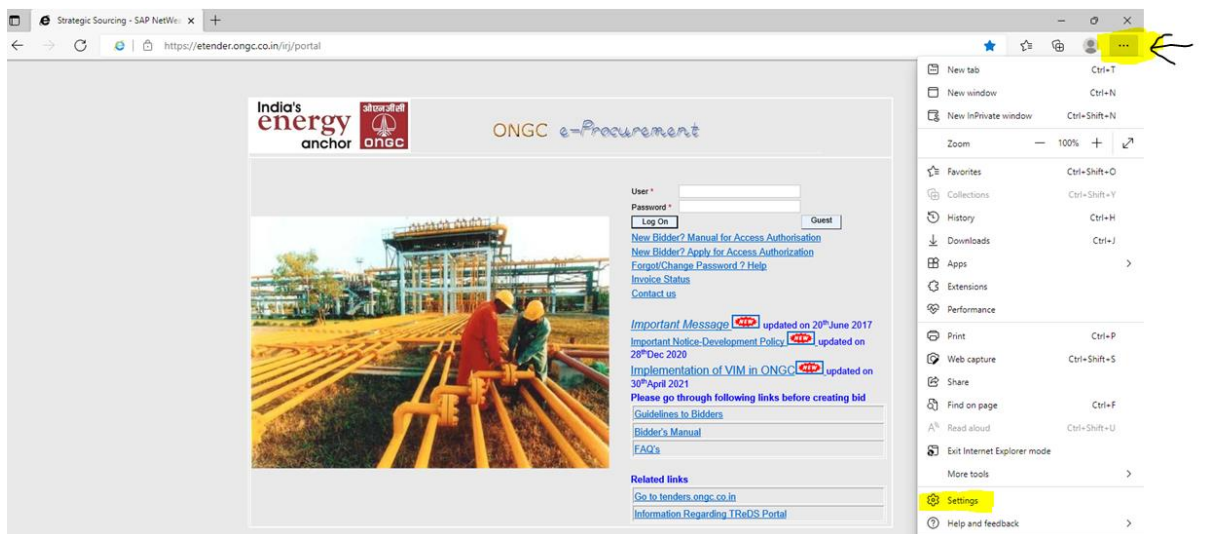 Strategic Sourcing - SAP NetWe
https://etender.ongc.co.in/irj/portal
India's
energy
anchor
ओएनजीसी
ongc
ONGC e-Procurement
User *
Password *
Log On Guest
New Bidder? Manual for Access Authorisation
New Bidder? Apply for Access Authorization
Forgot/Change Password ? Help
Invoice Status
Contact us
Important Message NEW updated on 20th June 2017
Important Notice-Development Policy NEW updated on
28th Dec 2020
Implementation of VIM in ONGC NEW updated on
30th April 2021
Please go through following links before creating bid
Guidelines to Bidders
Bidder's Manual
FAQ's
Related links
Go to tenders.ongc.co.in
Information Regarding TReDS Portal
New tab Ctrl+T
New window Ctrl+N
New InPrivate window Ctrl+Shift+N
Zoom — 100% +
Favorites Ctrl+Shift+O
Collections Ctrl+Shift+Y
History Ctrl+H
Downloads Ctrl+J
Apps
Extensions
Performance
Print Ctrl+P
Web capture Ctrl+Shift+S
Share
Find on page Ctrl+F
Read aloud Ctrl+Shift+U
Exit Internet Explorer mode
More tools
Settings
Help and feedback